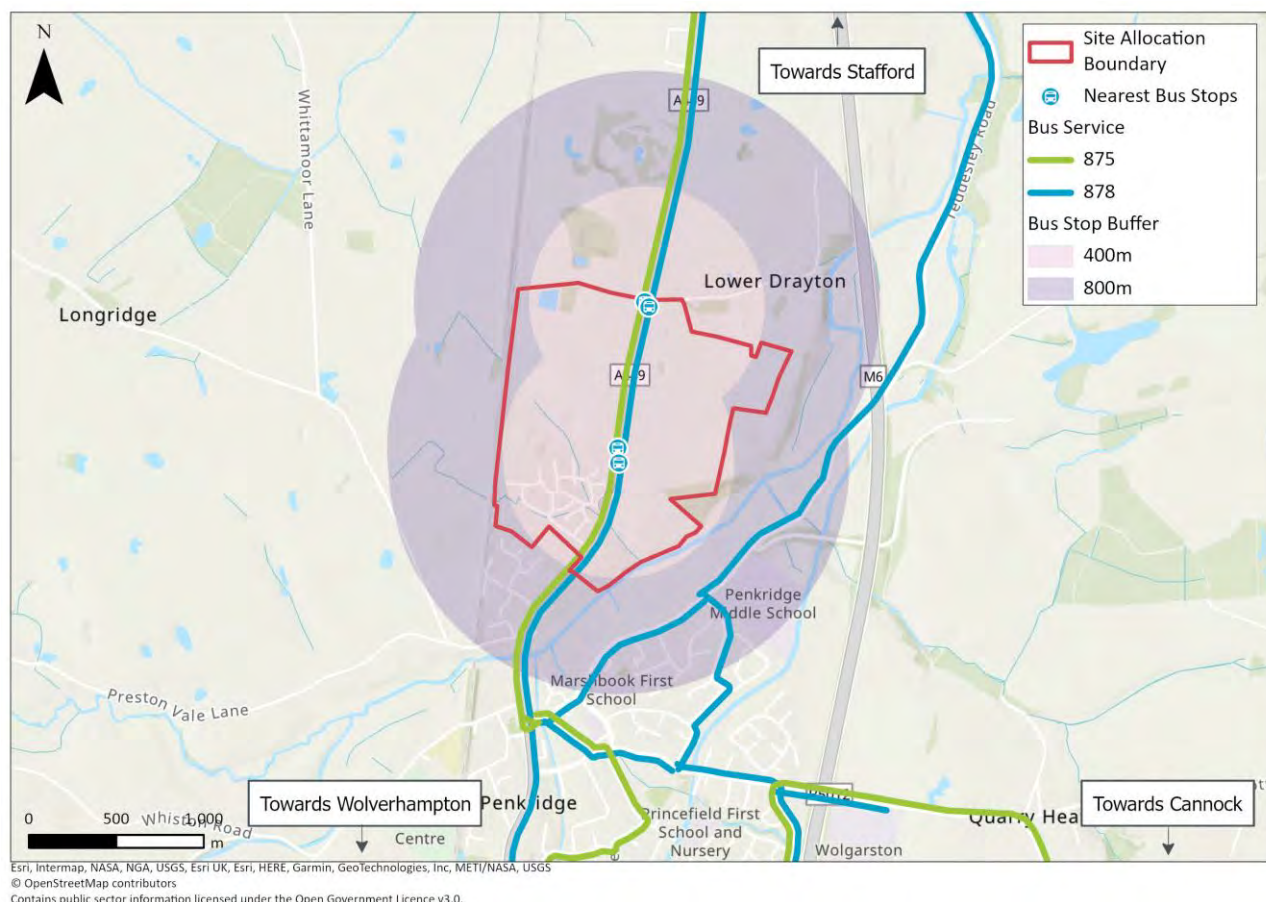 N
Towards Stafford
Site Allocation
Boundary
Nearest Bus Stops
Bus Service
875
878
Bus Stop Buffer
400m
800m
Whittamoor Lane
Teddesley Road
Lower Drayton
Longridge
M6
Penkridge
Middle School
Marshbook First
School
Preston Vale Lane
Towards Wolverhampton
Penkridge
Towards Cannock
Princefield First
School and
Nursery
Wolgarston
Whiston Road
Centre
0 500 1,000
m
Esri, Intermap, NASA, NGA, USGS, Esri UK, Esri, HERE, Garmin, GeoTechnologies, Inc, METI/NASA, USGS
© OpenStreetMap contributors
Contains public sector information licensed under the Open Government Licence v3.0.